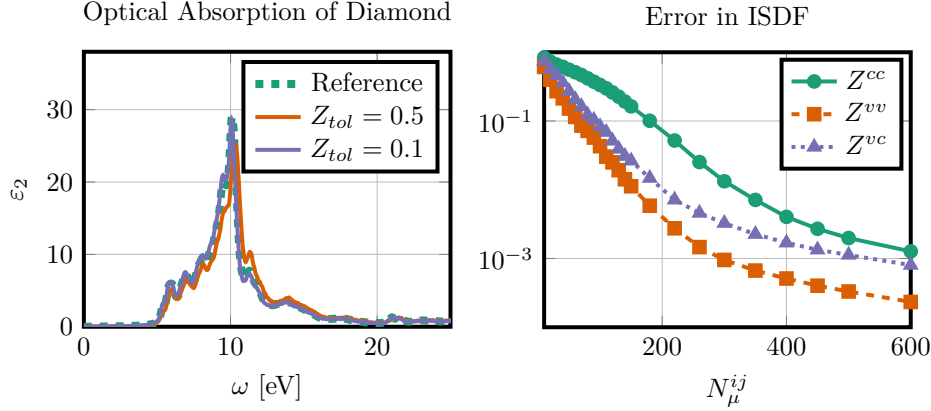 Optical Absorption of Diamond
ε₂
30
20
10
0
0
10
20
ω [eV]
Reference
Z_{tol} = 0.5
Z_{tol} = 0.1
Error in ISDF
10^{−1}
10^{−3}
200
400
600
N_μ^{ij}
Z^{cc}
Z^{vv}
Z^{vc}